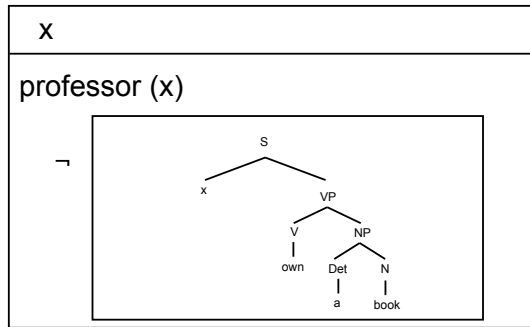 x
professor (x)
¬
S
x
VP
V NP
own Det N
a book